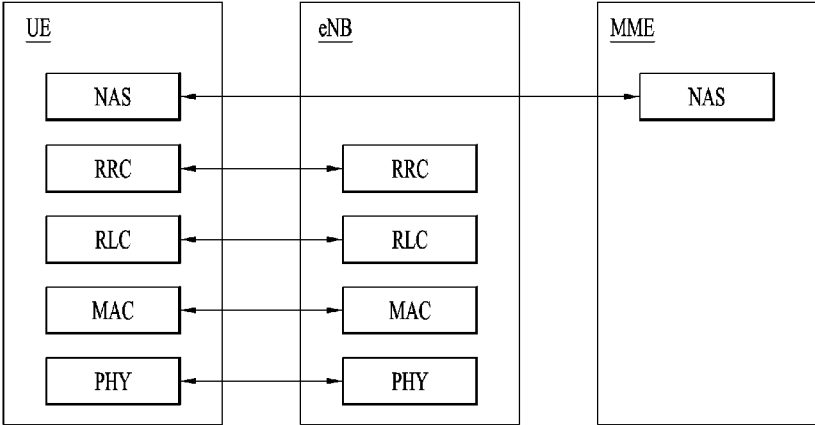 UE eNB MME
NAS NAS
RRC RRC
RLC RLC
MAC MAC
PHY PHY